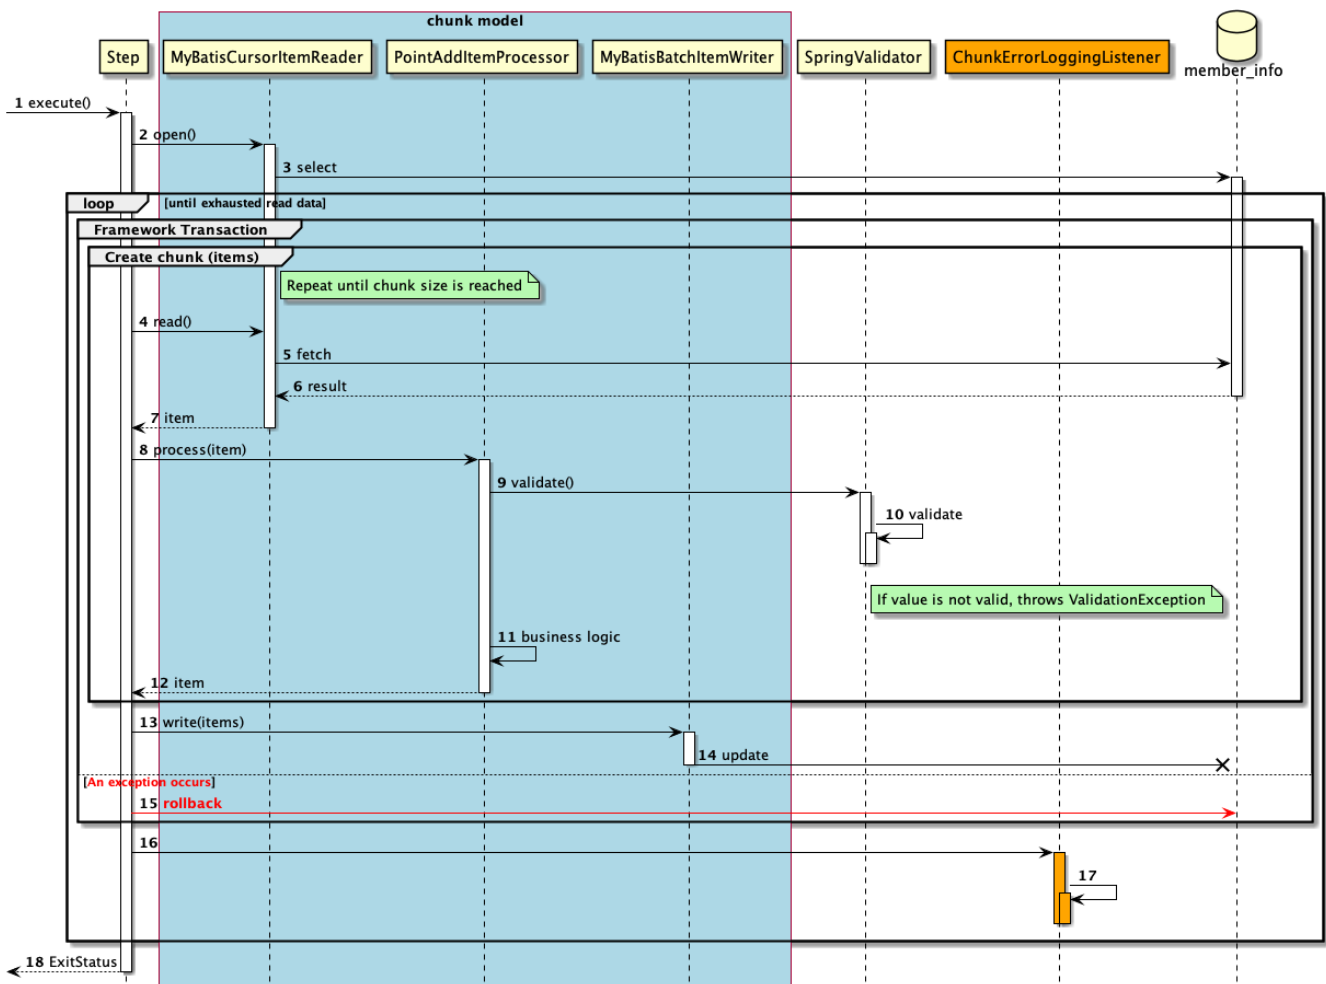 chunk model
Step
MyBatisCursorItemReader
PointAddItemProcessor
MyBatisBatchItemWriter
SpringValidator
ChunkErrorLoggingListener
member_info
1 execute()
2 open()
3 select
loop [until exhausted read data]
Framework Transaction
Create chunk (items)
Repeat until chunk size is reached
4 read()
5 fetch
6 result
7 item
8 process(item)
9 validate()
10 validate
If value is not valid, throws ValidationException
11 business logic
12 item
13 write(items)
14 update
[An exception occurs]
15 rollback
16
17
18 ExitStatus